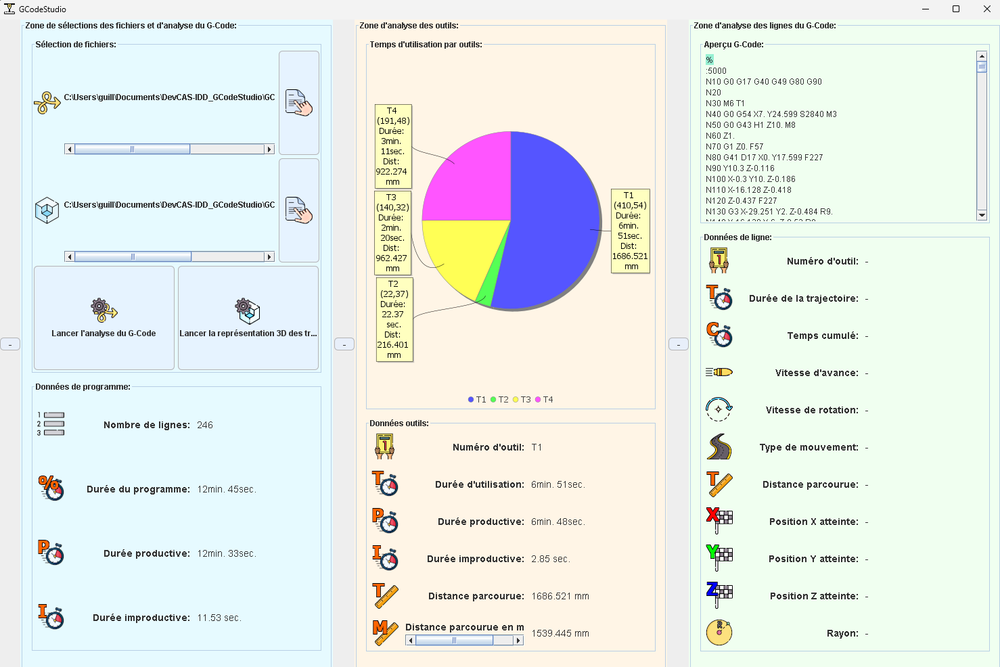 GCodeStudio
Zone de sélections des fichiers et d'analyse du G-Code:
Sélection de fichiers:
C:\Users\guill\Documents\DevCAS-IDD_GCodeStudio\GC
C:\Users\guill\Documents\DevCAS-IDD_GCodeStudio\GC
Lancer l'analyse du G-Code
Lancer la représentation 3D des tr...
-
Données de programme:
1
2
3
Nombre de lignes: 246
%
Durée du programme: 12min. 45sec.
P
Durée productive: 12min. 33sec.
I
Durée improductive: 11.53 sec.
-
Zone d'analyse des outils:
Temps d'utilisation par outils:
T4
(191,48)
Durée:
3min.
11sec.
Dist:
922.274
mm
T3
(140,32)
Durée:
2min.
20sec.
Dist:
962.427
mm
T2
(22,37)
Durée:
22.37
sec.
Dist:
216.401
mm
T1
(410,54)
Durée:
6min.
51sec.
Dist:
1686.521
mm
T1 T2 T3 T4
Données outils:
1
Numéro d'outil: T1
T
Durée d'utilisation: 6min. 51sec.
P
Durée productive: 6min. 48sec.
I
Durée improductive: 2.85 sec.
T
Distance parcourue: 1686.521 mm
M
Distance parcourue en m
1539.445 mm
-
Zone d'analyse des lignes du G-Code:
Aperçu G-Code:
%
:5000
N10 G0 G17 G40 G49 G80 G90
N20
N30 M6 T1
N40 G0 G54 X7. Y24.599 S2840 M3
N50 G0 G43 H1 Z10. M8
N60 Z1.
N70 G1 Z0. F57
N80 G41 D17 X0. Y17.599 F227
N90 Y10.3 Z-0.116
N100 X-0.3 Y10. Z-0.186
N110 X-16.128 Z-0.418
N120 Z-0.437 F227
N130 G3 X-29.251 Y2. Z-0.484 R9.
Données de ligne:
1
Numéro d'outil: -
T
Durée de la trajectoire: -
C
Temps cumulé: -
Vitesse d'avance: -
Vitesse de rotation: -
Type de mouvement: -
T
Distance parcourue: -
X
Position X atteinte: -
Y
Position Y atteinte: -
Z
Position Z atteinte: -
R
Rayon: -